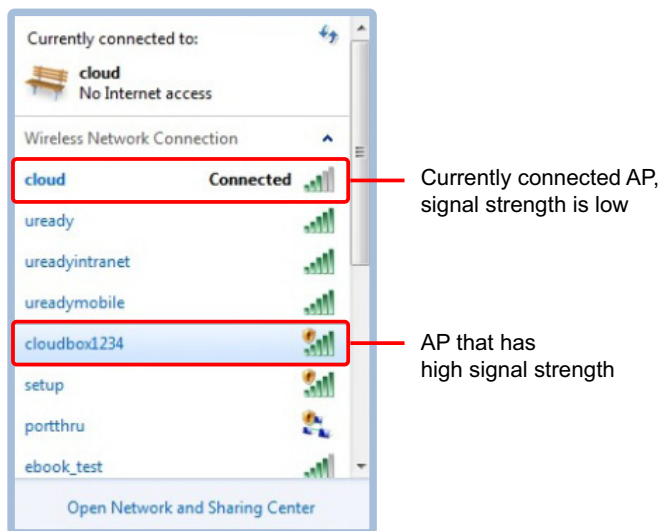 Currently connected to:
cloud
No Internet access
Wireless Network Connection
cloud Connected
Currently connected AP,
signal strength is low
uready
ureadyintranet
ureadymobile
cloudbox1234
AP that has
high signal strength
setup
portthru
ebook_test
Open Network and Sharing Center